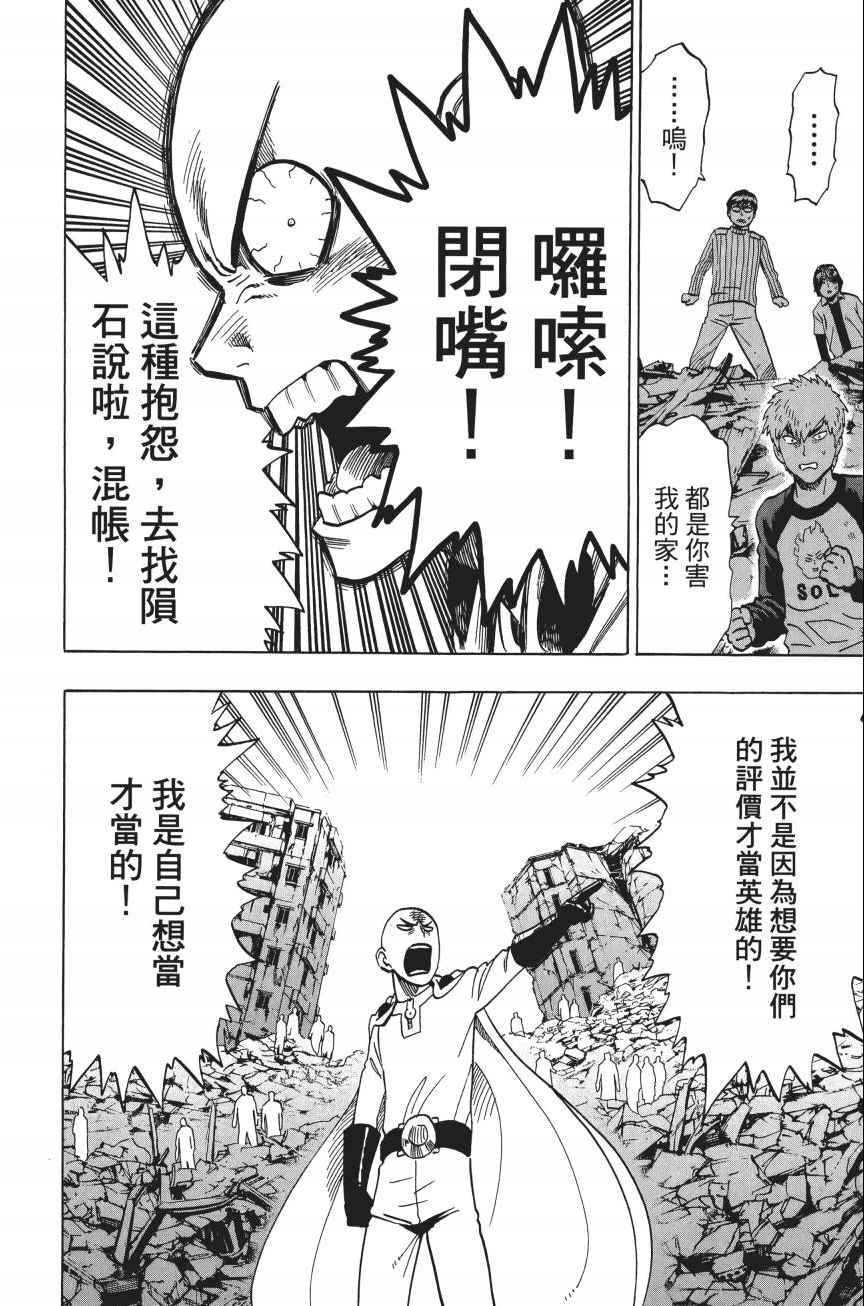 ……
……嗚！
都是你害
我的家…
SOL
囉嗦！
閉嘴！
這種抱怨，去找隕
石說啦，混帳！
我並不是因為想要你們
的評價才當英雄的！
我是自己想當
才當的！